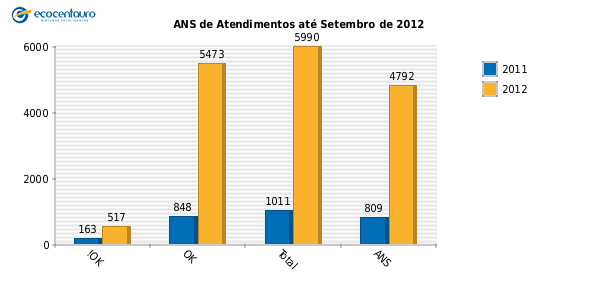 ecocentauro
ANS de Atendimentos até Setembro de 2012
6000
4000
2000
0
163
517
848
5473
1011
5990
809
4792
!OK
OK
Total
ANS
2011
2012